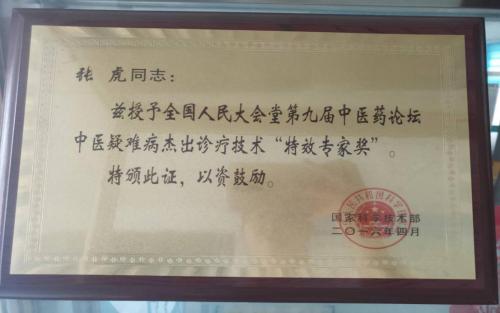 张 虎同志：
兹授予全国人民大会堂第九届中医药论坛
中医疑难病杰出诊疗技术“特效专家奖”。
特颁此证，以资鼓励。
国家科学技术部
二〇一六年四月